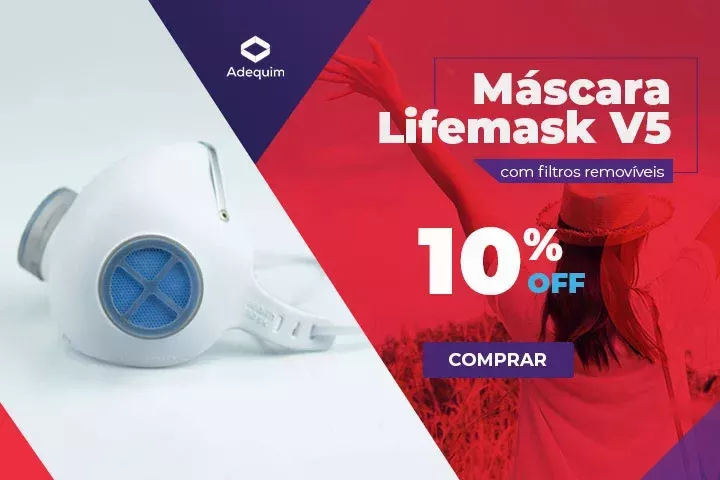 Adequim
Máscara
Lifemask V5
com filtros removíveis
10%
OFF
COMPRAR